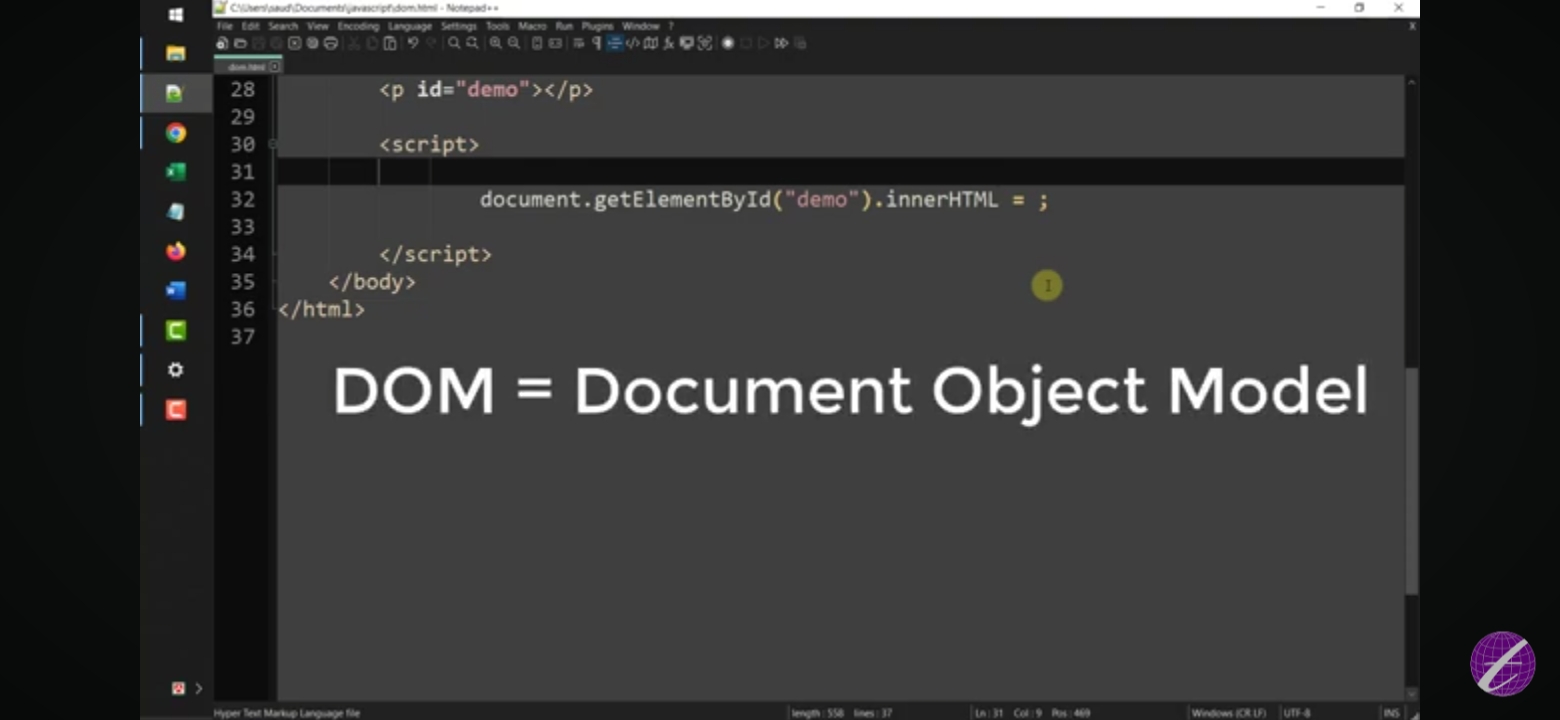 C:\Users\saud\Documents\javascript\dom.html - Notepad++
File Edit Search View Encoding Language Settings Tools Macro Run Plugins Window ?
dom.html
28 <p id="demo"></p>
29
30 <script>
31
32 document.getElementById("demo").innerHTML = ;
33
34 </script>
35 </body>
36 </html>
37
DOM = Document Object Model
Hyper Text Markup Language file length : 558 lines : 37 Ln : 31 Col : 9 Pos : 469 Windows (CR LF) UTF-8 INS